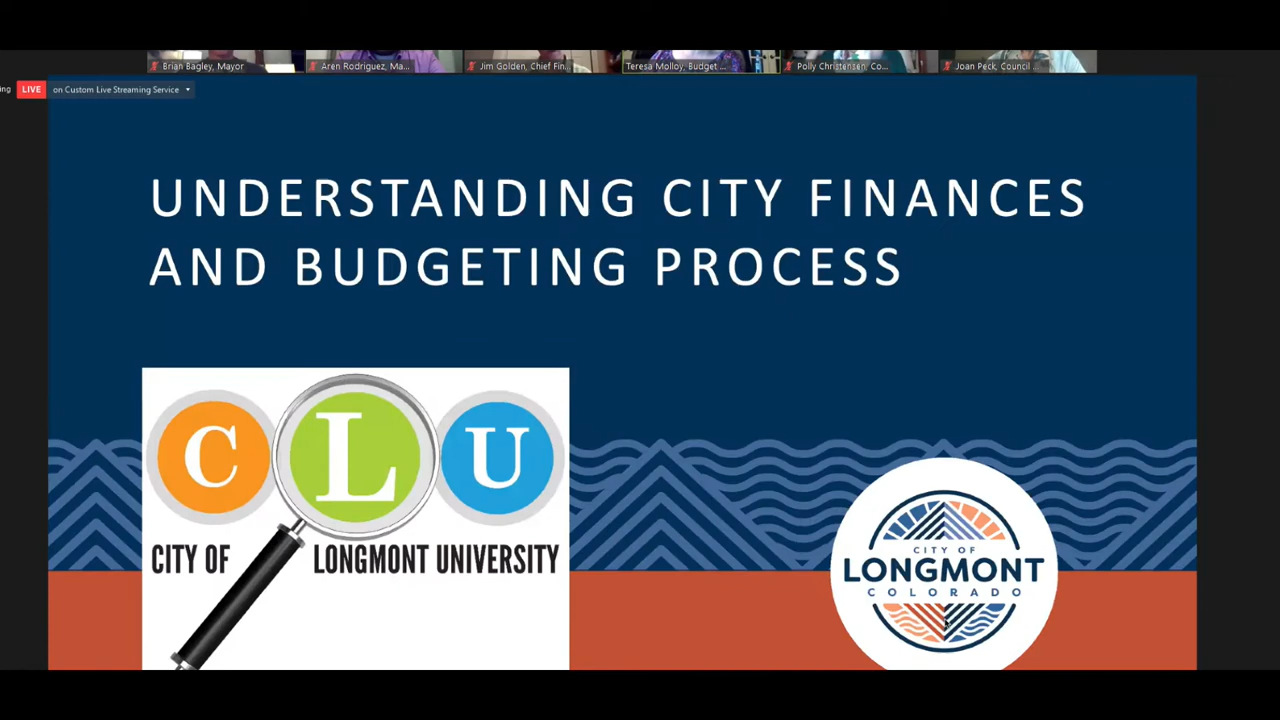 Brian Bagley, Mayor
Aren Rodriguez, Ma...
Jim Golden, Chief Fin...
Teresa Molloy, Budget ...
Polly Christensen, Co...
Joan Peck, Council ...
ing
LIVE
on Custom Live Streaming Service
UNDERSTANDING CITY FINANCES
AND BUDGETING PROCESS
C L U
CITY OF LONGMONT UNIVERSITY
CITY OF
LONGMONT
COLORADO